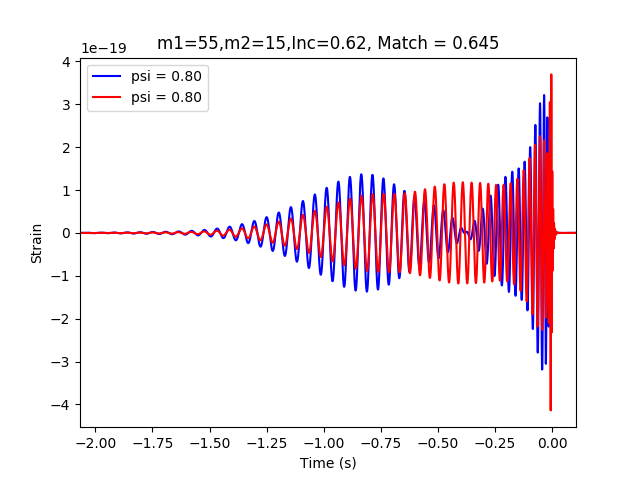 m1=55,m2=15,Inc=0.62, Match = 0.645
1e−19
psi = 0.80
psi = 0.80
4
3
2
1
0
−1
−2
−3
−4
Strain
−2.00 −1.75 −1.50 −1.25 −1.00 −0.75 −0.50 −0.25 0.00
Time (s)